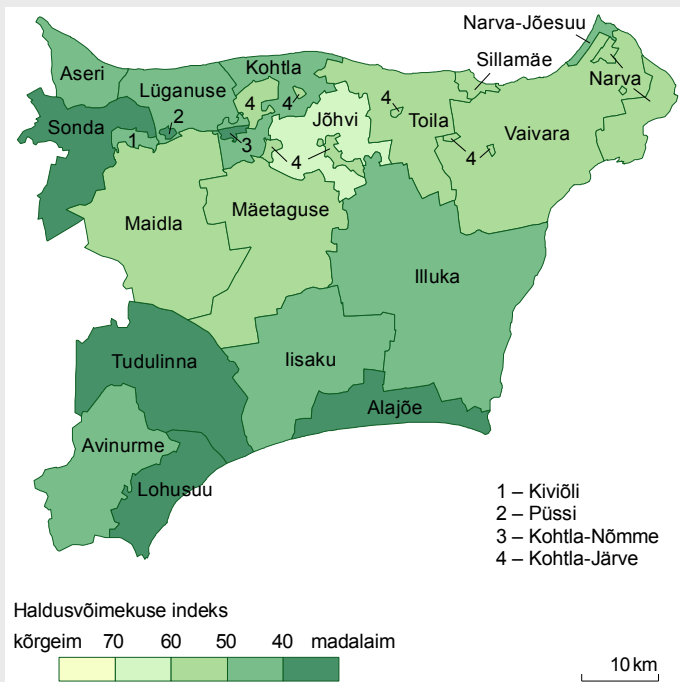 Narva-Jõesuu
Sillamäe
Narva
Aseri
Lüganuse
Kohtla
4
4
4
Toila
Vaivara
Sonda
1
2
3
Jõhvi
4
4
Maidla
Mäetaguse
Illuka
Tudulinna
Iisaku
Alajõe
Avinurme
Lohusuu
1 – Kiviõli
2 – Püssi
3 – Kohtla-Nõmme
4 – Kohtla-Järve
Haldusvõimekuse indeks
kõrgeim 70 60 50 40 madalaim
10 km